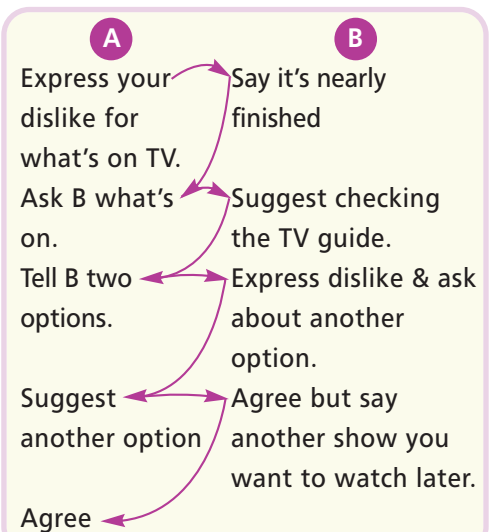 A
B
Express your
dislike for
what's on TV.
Say it's nearly
finished
Ask B what's
on.
Suggest checking
the TV guide.
Tell B two
options.
Express dislike & ask
about another
option.
Suggest
another option
Agree but say
another show you
want to watch later.
Agree